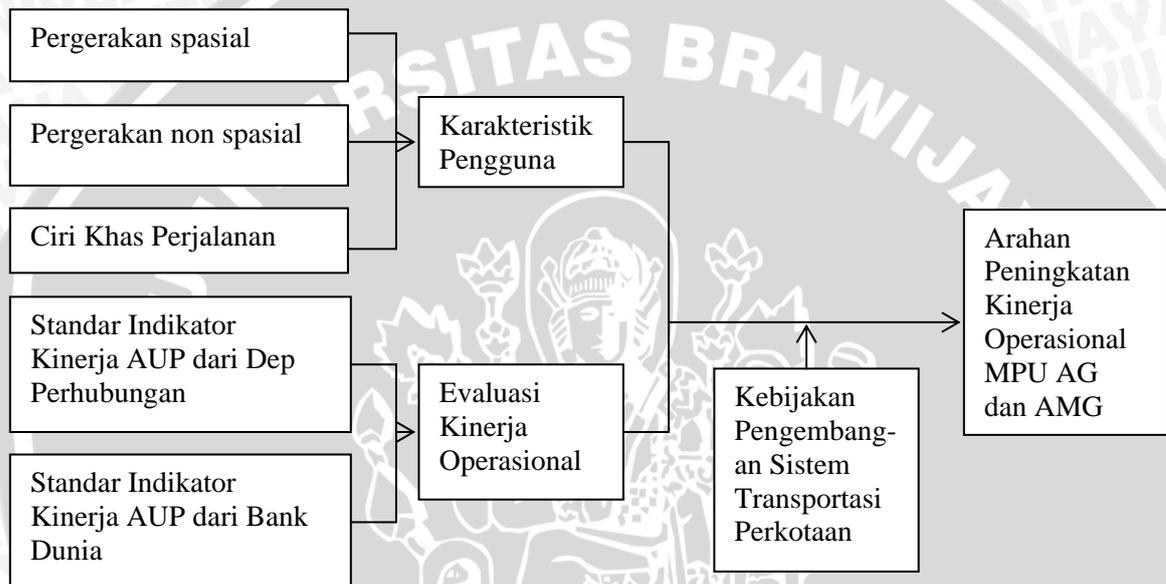 UNIVERSITAS BRAWIJAYA
Pergerakan spasial
Pergerakan non spasial
Ciri Khas Perjalanan
Standar Indikator
Kinerja AUP dari Dep
Perhubungan
Standar Indikator
Kinerja AUP dari Bank
Dunia
Karakteristik
Pengguna
Evaluasi
Kinerja
Operasional
Kebijakan
Pengembang-
an Sistem
Transportasi
Perkotaan
Arahan
Peningkatan
Kinerja
Operasional
MPU AG
dan AMG